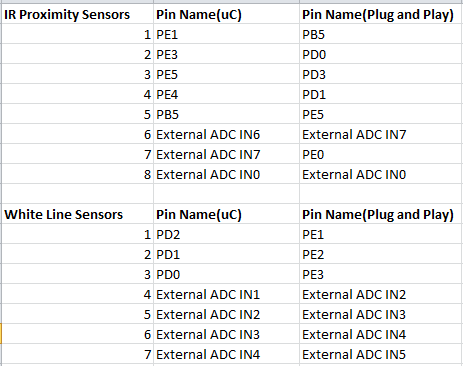 IR Proximity Sensors Pin Name(uC) Pin Name(Plug and Play)
1 PE1 PB5
2 PE3 PD0
3 PE5 PD3
4 PE4 PD1
5 PB5 PE5
6 External ADC IN6 External ADC IN7
7 External ADC IN7 PE0
8 External ADC IN0 External ADC IN0
White Line Sensors Pin Name(uC) Pin Name(Plug and Play)
1 PD2 PE1
2 PD1 PE2
3 PD0 PE3
4 External ADC IN1 External ADC IN2
5 External ADC IN2 External ADC IN3
6 External ADC IN3 External ADC IN4
7 External ADC IN4 External ADC IN5